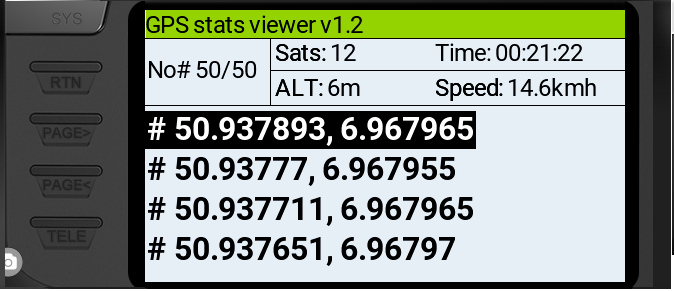 SYS
GPS stats viewer v1.2
No# 50/50
Sats: 12
Time: 00:21:22
ALT: 6m
Speed: 14.6kmh
RTN
PAGE>
PAGE<
TELE
# 50.937893, 6.967965
# 50.93777, 6.967955
# 50.937711, 6.967965
# 50.937651, 6.96797